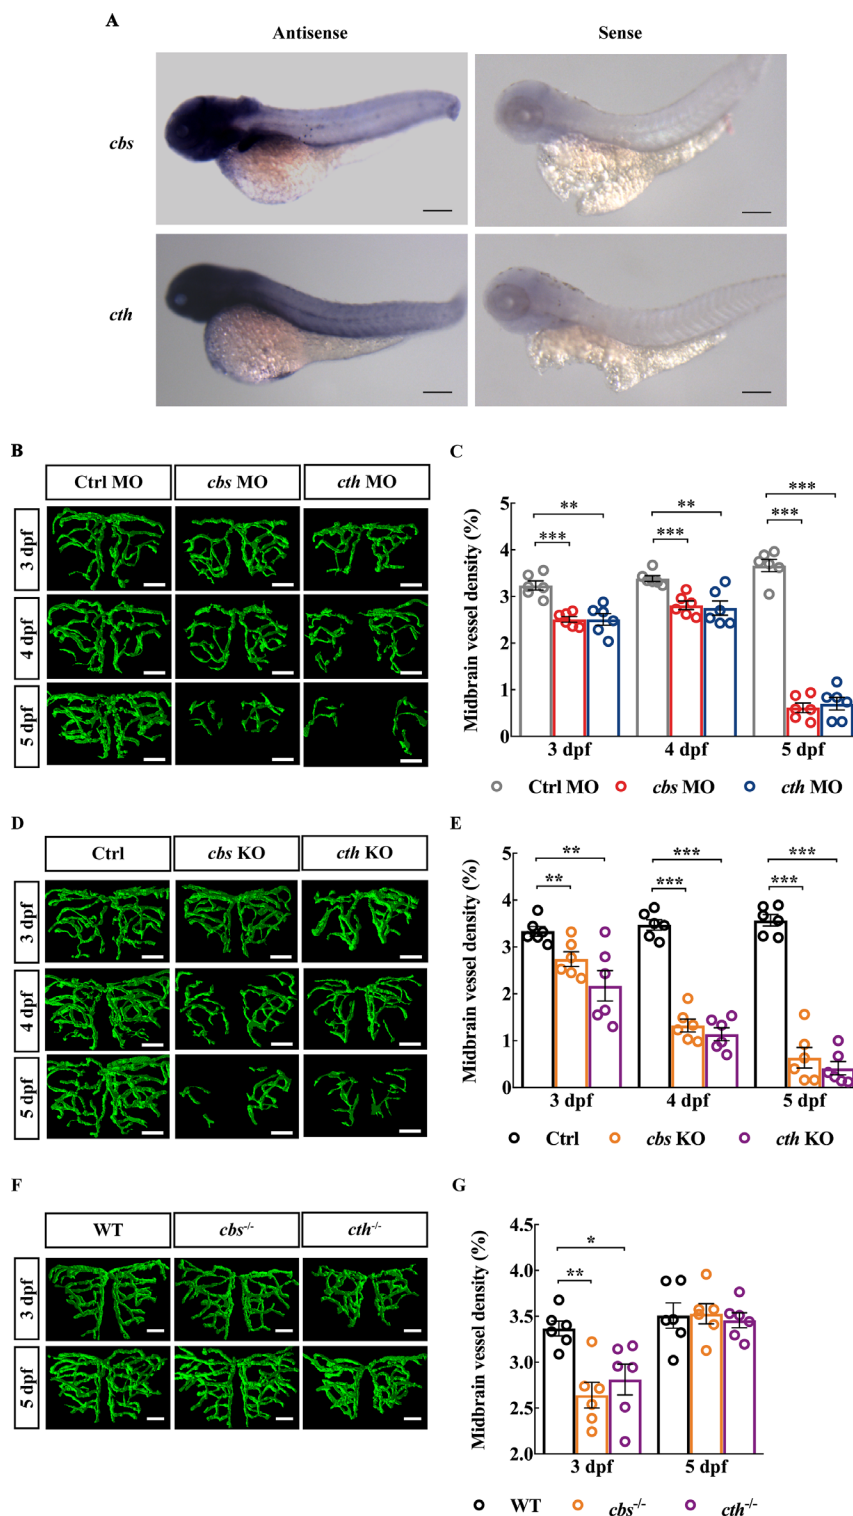 A
Antisense
Sense
cbs
cth
B
Ctrl MO
cbs MO
cth MO
3 dpf
4 dpf
5 dpf
C
Midbrain vessel density (%)
5
4
3
2
1
0
***
**
***
**
***
***
3 dpf
4 dpf
5 dpf
Ctrl MO
cbs MO
cth MO
D
Ctrl
cbs KO
cth KO
3 dpf
4 dpf
5 dpf
E
Midbrain vessel density (%)
5
4
3
2
1
0
**
**
***
***
***
***
3 dpf
4 dpf
5 dpf
Ctrl
cbs KO
cth KO
F
WT
cbs-/-
cth-/-
3 dpf
5 dpf
G
Midbrain vessel density (%)
4.5
4.0
3.5
3.0
2.5
2.0
*
**
3 dpf
5 dpf
WT
cbs-/-
cth-/-